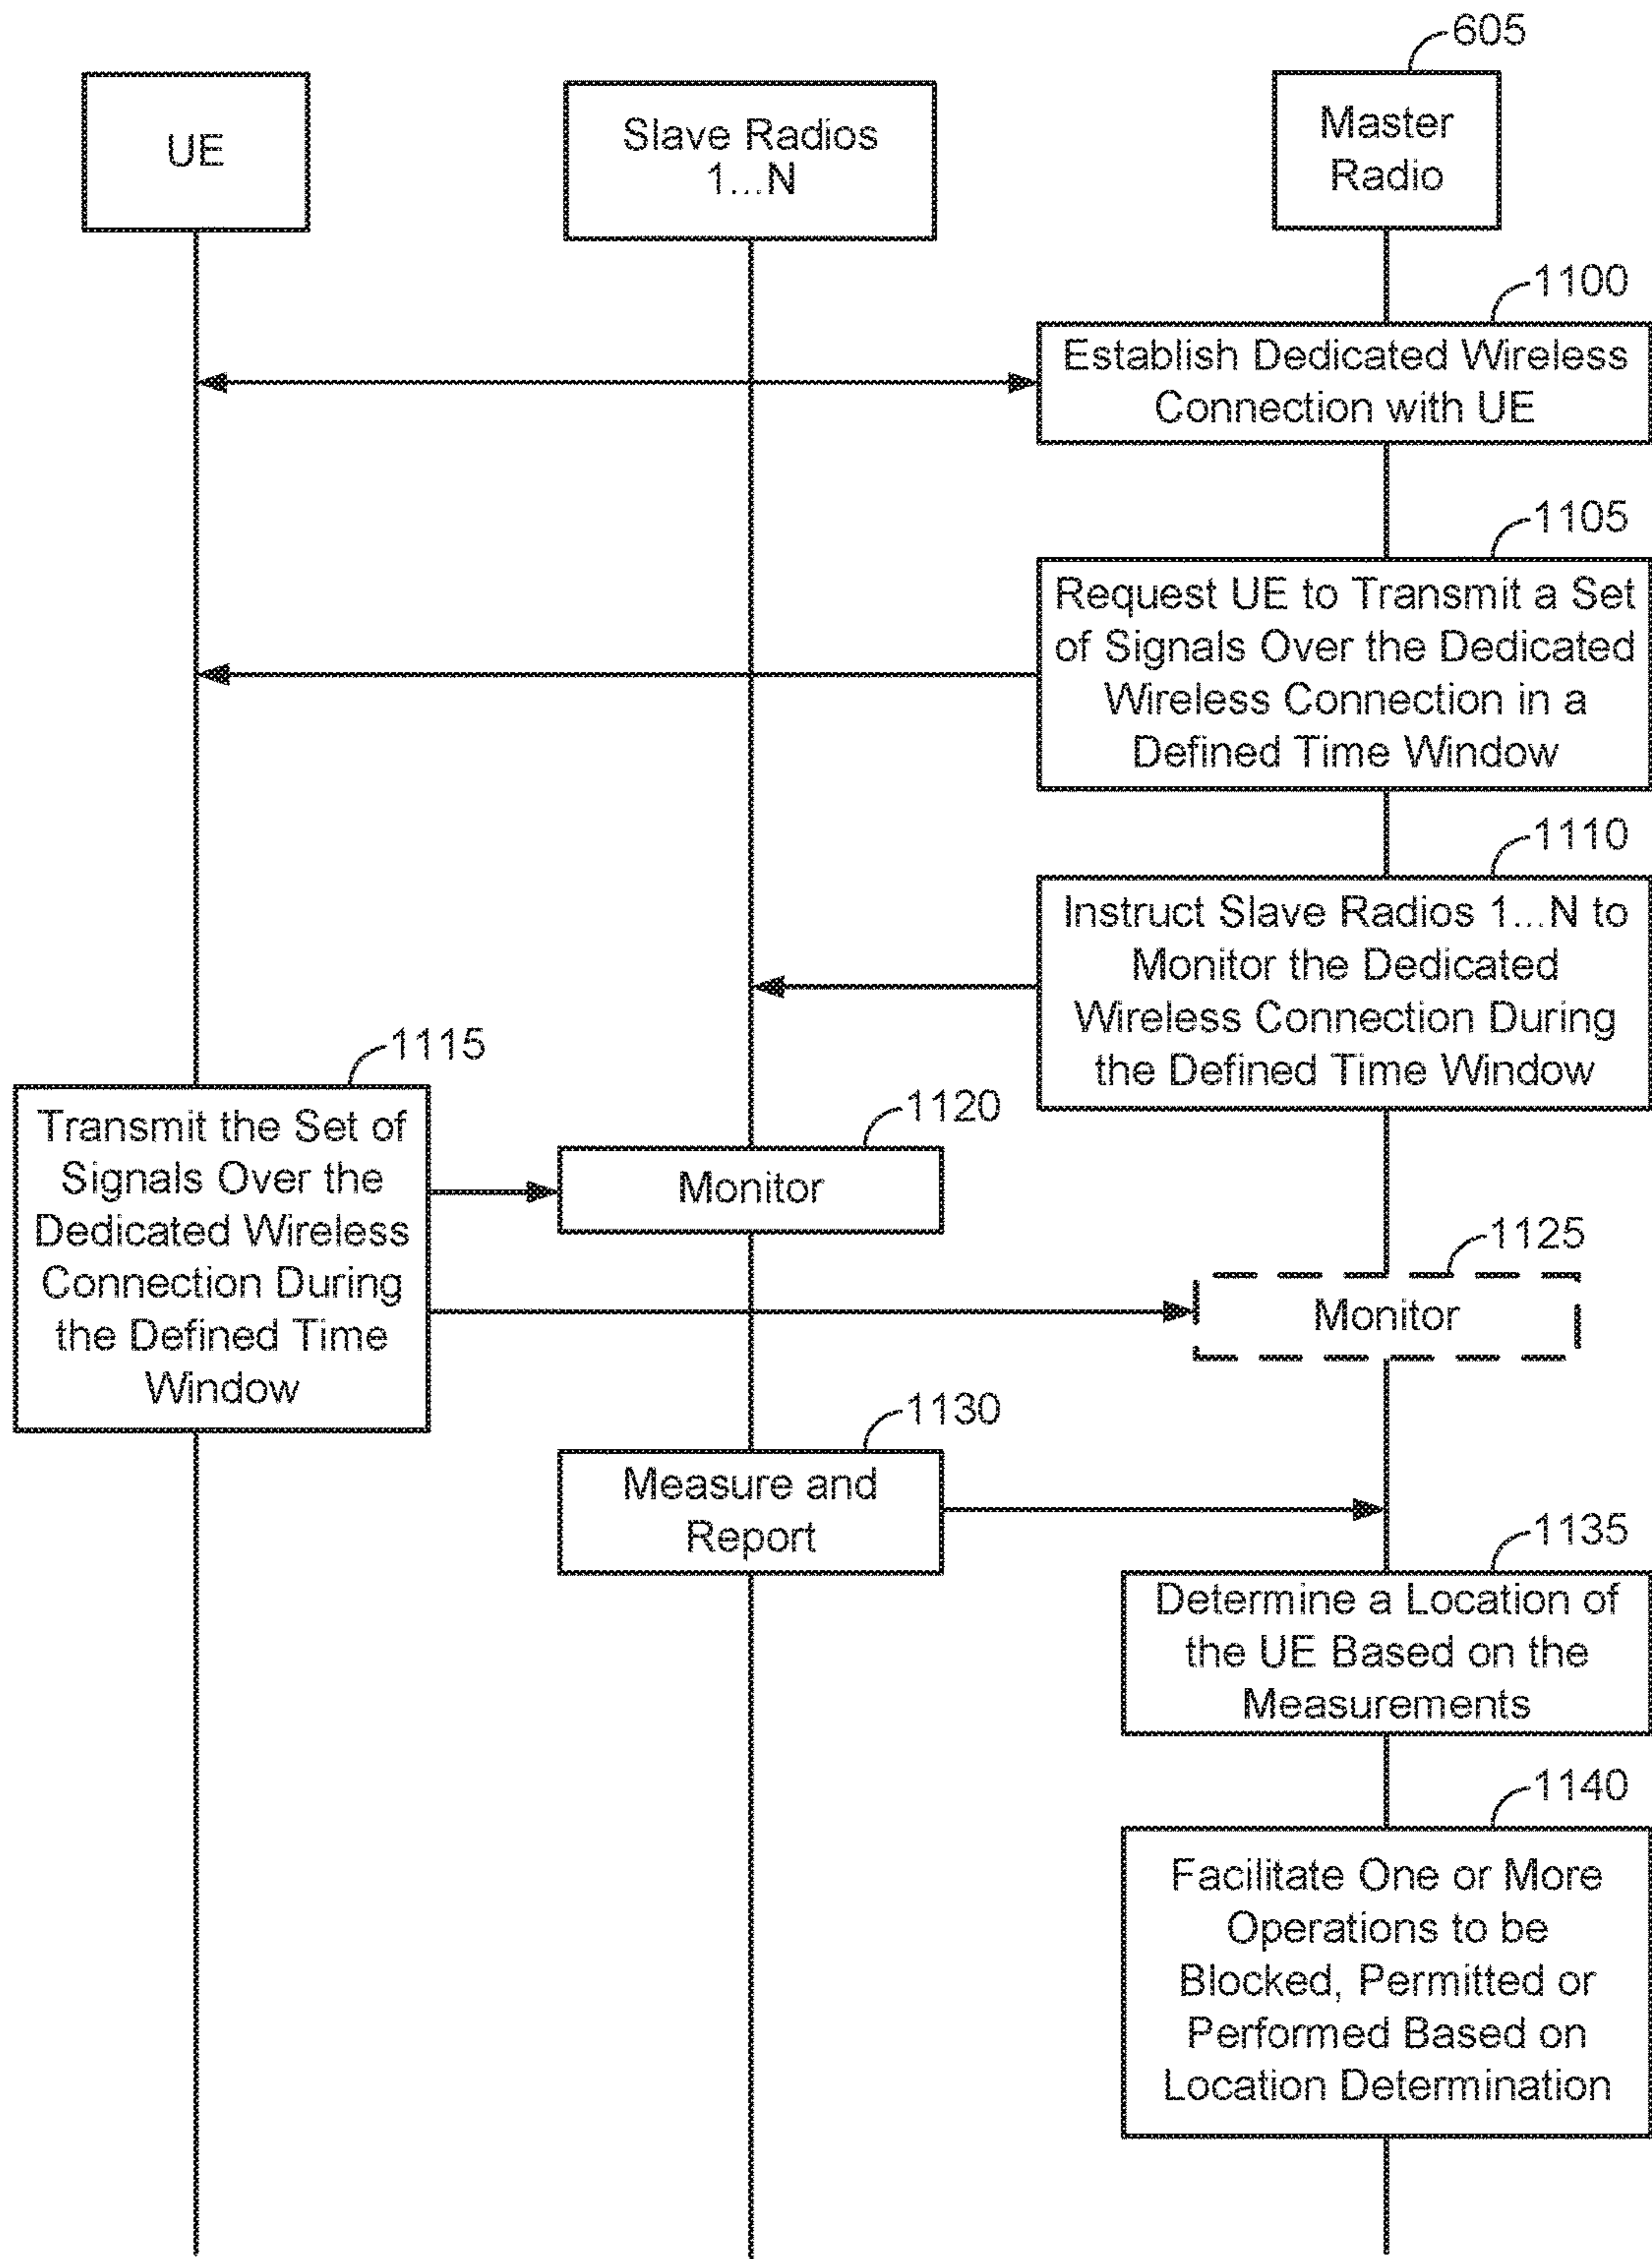 605
UE
Slave Radios
1...N
Master
Radio
1100
Establish Dedicated Wireless
Connection with UE
1105
Request UE to Transmit a Set
of Signals Over the Dedicated
Wireless Connection in a
Defined Time Window
1110
Instruct Slave Radios 1...N to
Monitor the Dedicated
Wireless Connection During
the Defined Time Window
1115
Transmit the Set of
Signals Over the
Dedicated Wireless
Connection During
the Defined Time
Window
1120
Monitor
1125
Monitor
1130
Measure and
Report
1135
Determine a Location of
the UE Based on the
Measurements
1140
Facilitate One or More
Operations to be
Blocked, Permitted or
Performed Based on
Location Determination